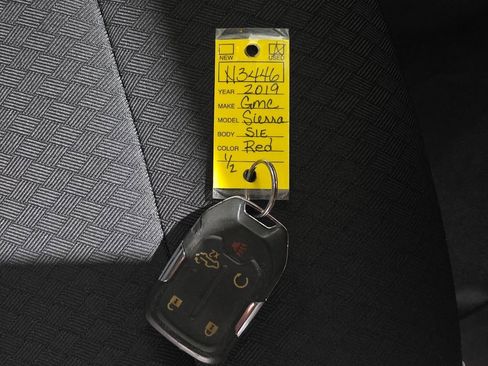 NEW USED
N3446
YEAR 2019
MAKE GMC
MODEL Sierra
BODY SLE
COLOR Red
1/2